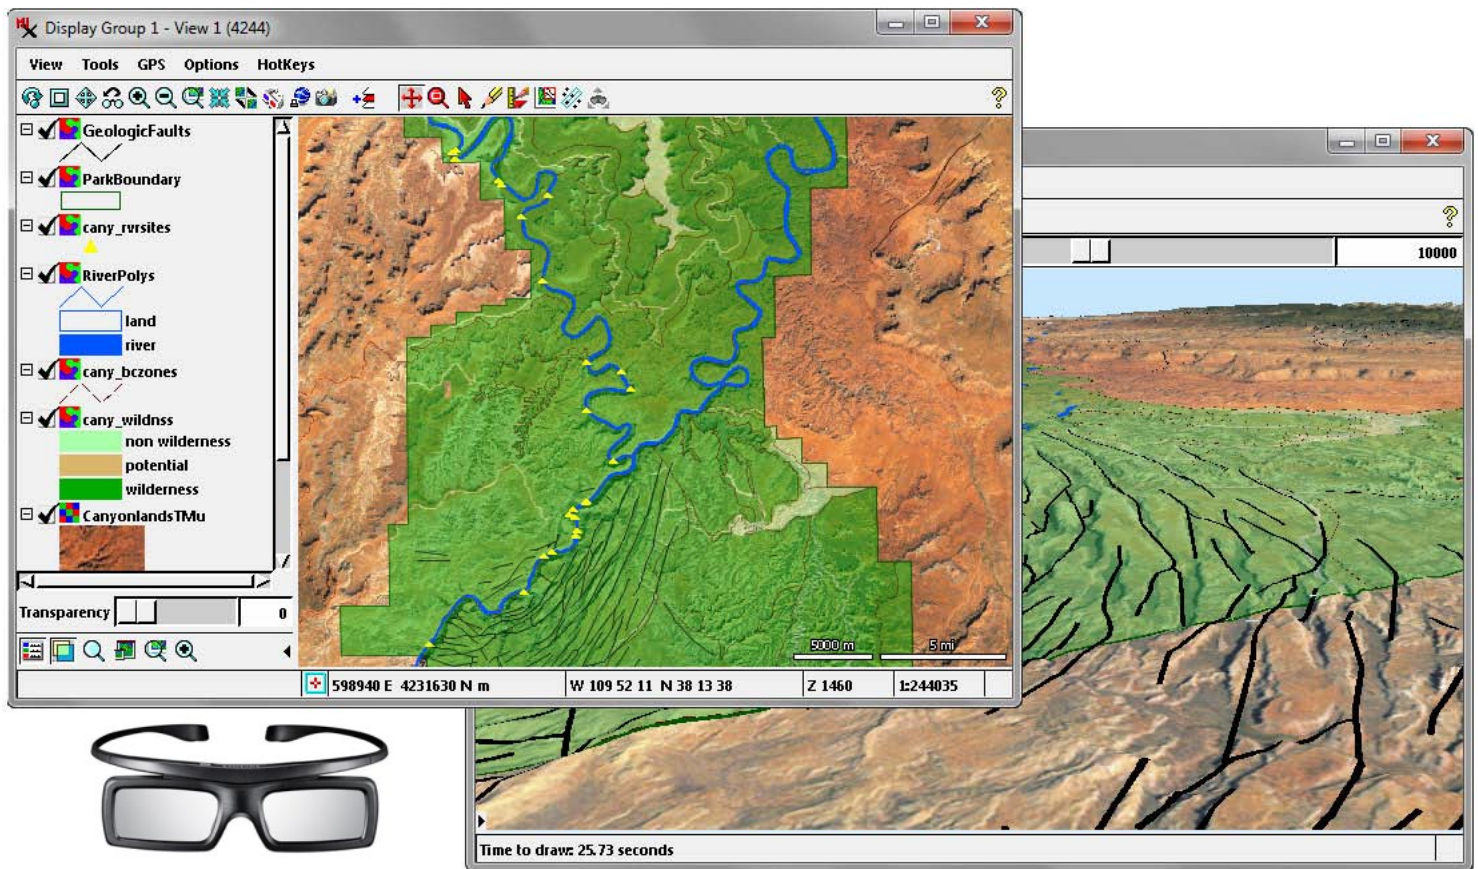 Display Group 1 - View 1 (4244)
View Tools GPS Options HotKeys
GeologicFaults
ParkBoundary
cany_rvrsites
RiverPolys
land
river
cany_bczones
cany_wildnss
non wilderness
potential
wilderness
CanyonlandsTMu
Transparency 0
5000 m 5 mi
598940 E 4231630 N m W 109 52 11 N 38 13 38 Z 1460 1:244035
10000
Time to draw: 25.73 seconds